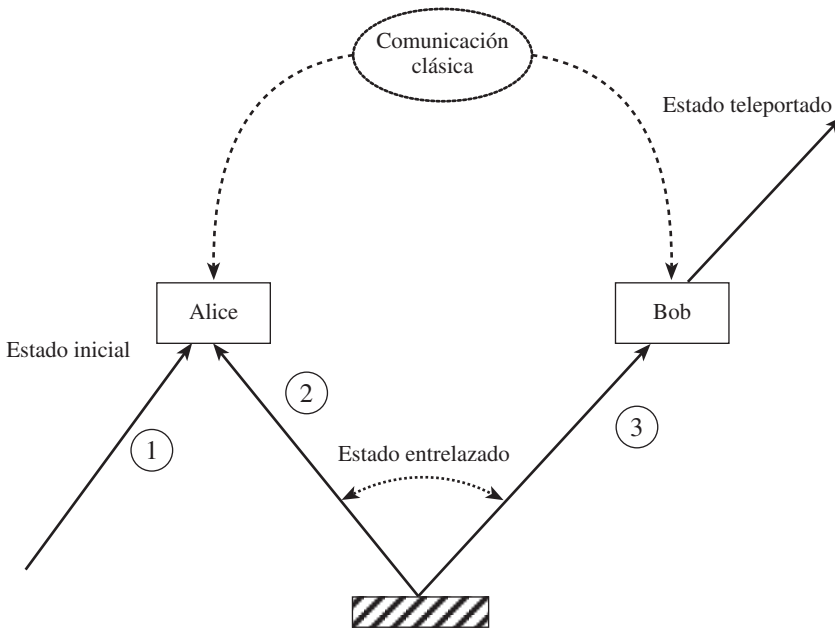 Comunicación
clásica
Estado teleportado
Alice
Bob
Estado inicial
2
3
1
Estado entrelazado